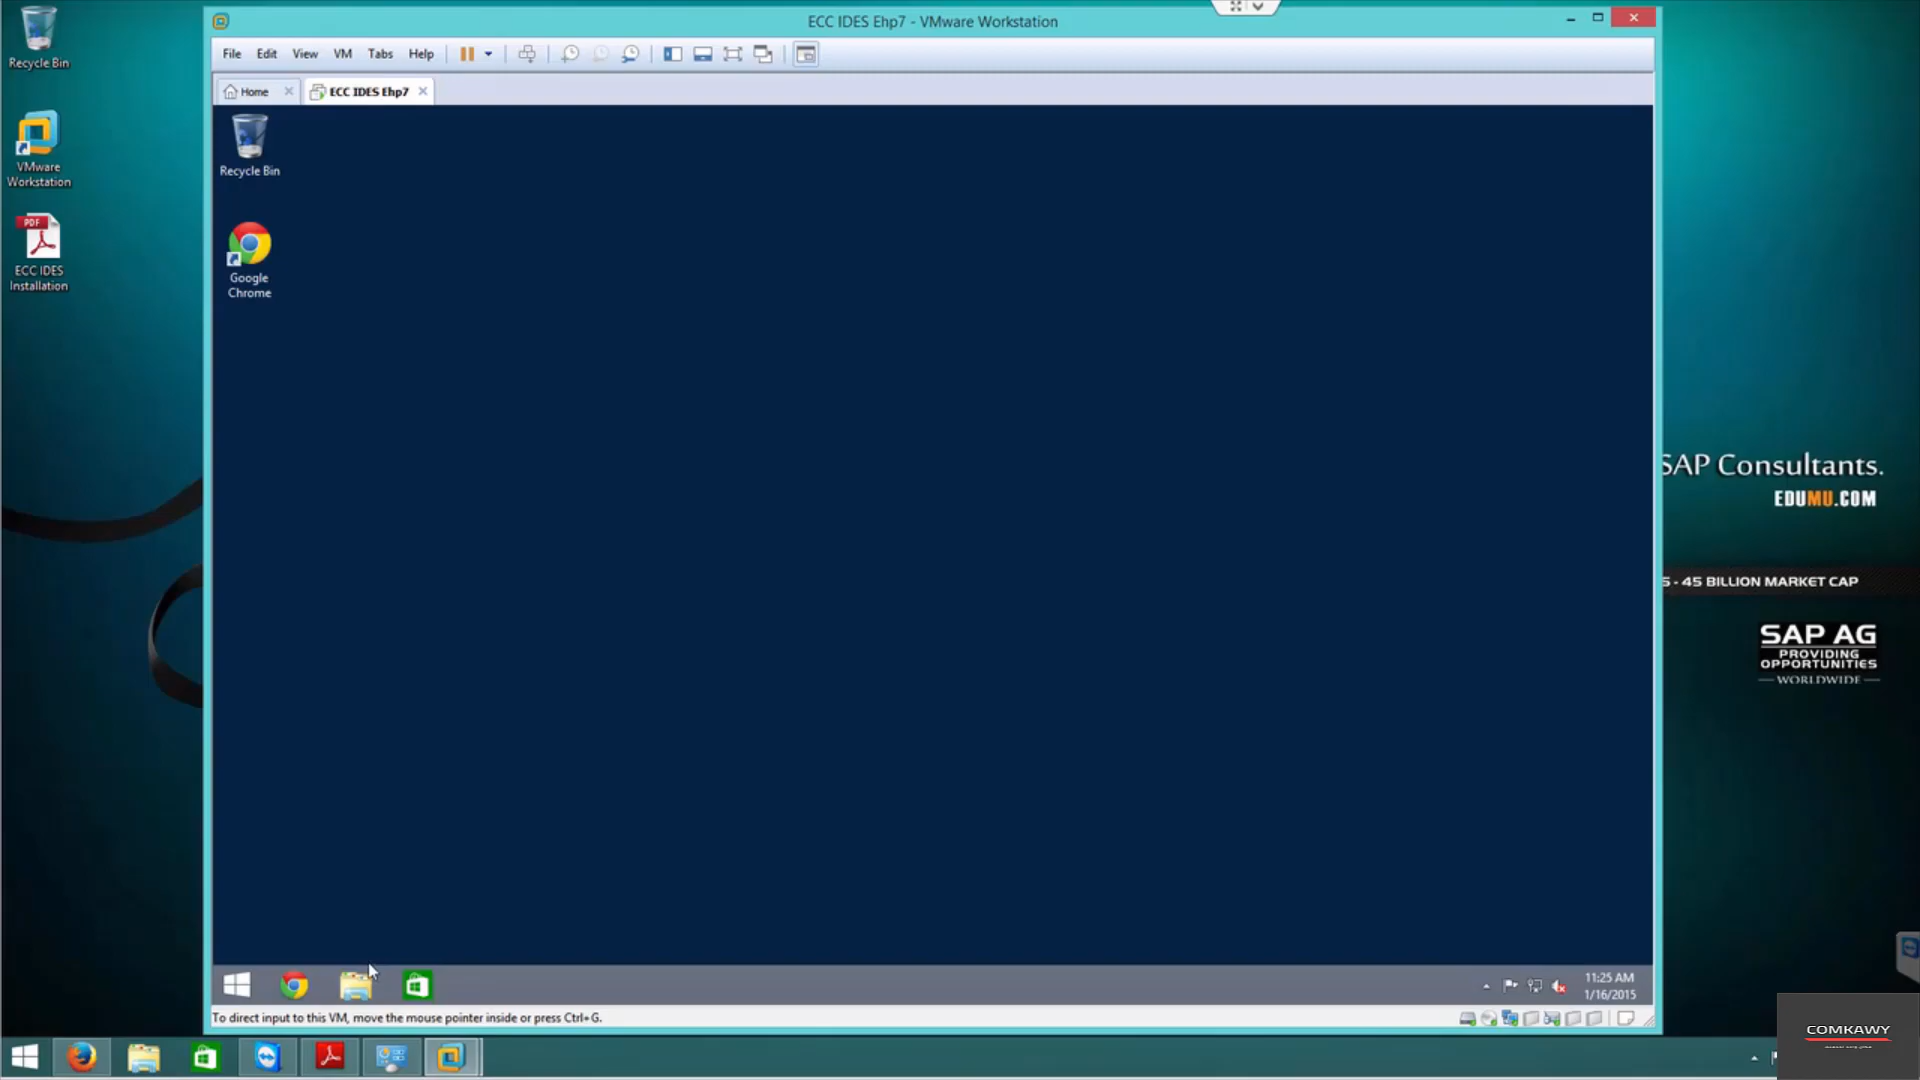 Recycle Bin
VMware
Workstation
PDF
ECC IDES
Installation
ECC IDES Ehp7 - VMware Workstation
File Edit View VM Tabs Help
Home
ECC IDES Ehp7
Recycle Bin
Google
Chrome
SAP Consultants.
EDUMU.COM
5 - 45 BILLION MARKET CAP
SAP AG
PROVIDING
OPPORTUNITIES
WORLDWIDE
11:25 AM
1/16/2015
To direct input to this VM, move the mouse pointer inside or press Ctrl+G.
COMKAWY